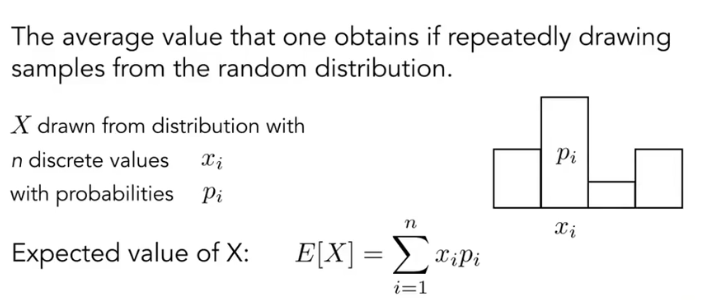 The average value that one obtains if repeatedly drawing
samples from the random distribution.
X drawn from distribution with
n discrete values x_i
with probabilities p_i
p_i
x_i
Expected value of X: E[X] = \sum_{i=1}^{n} x_i p_i